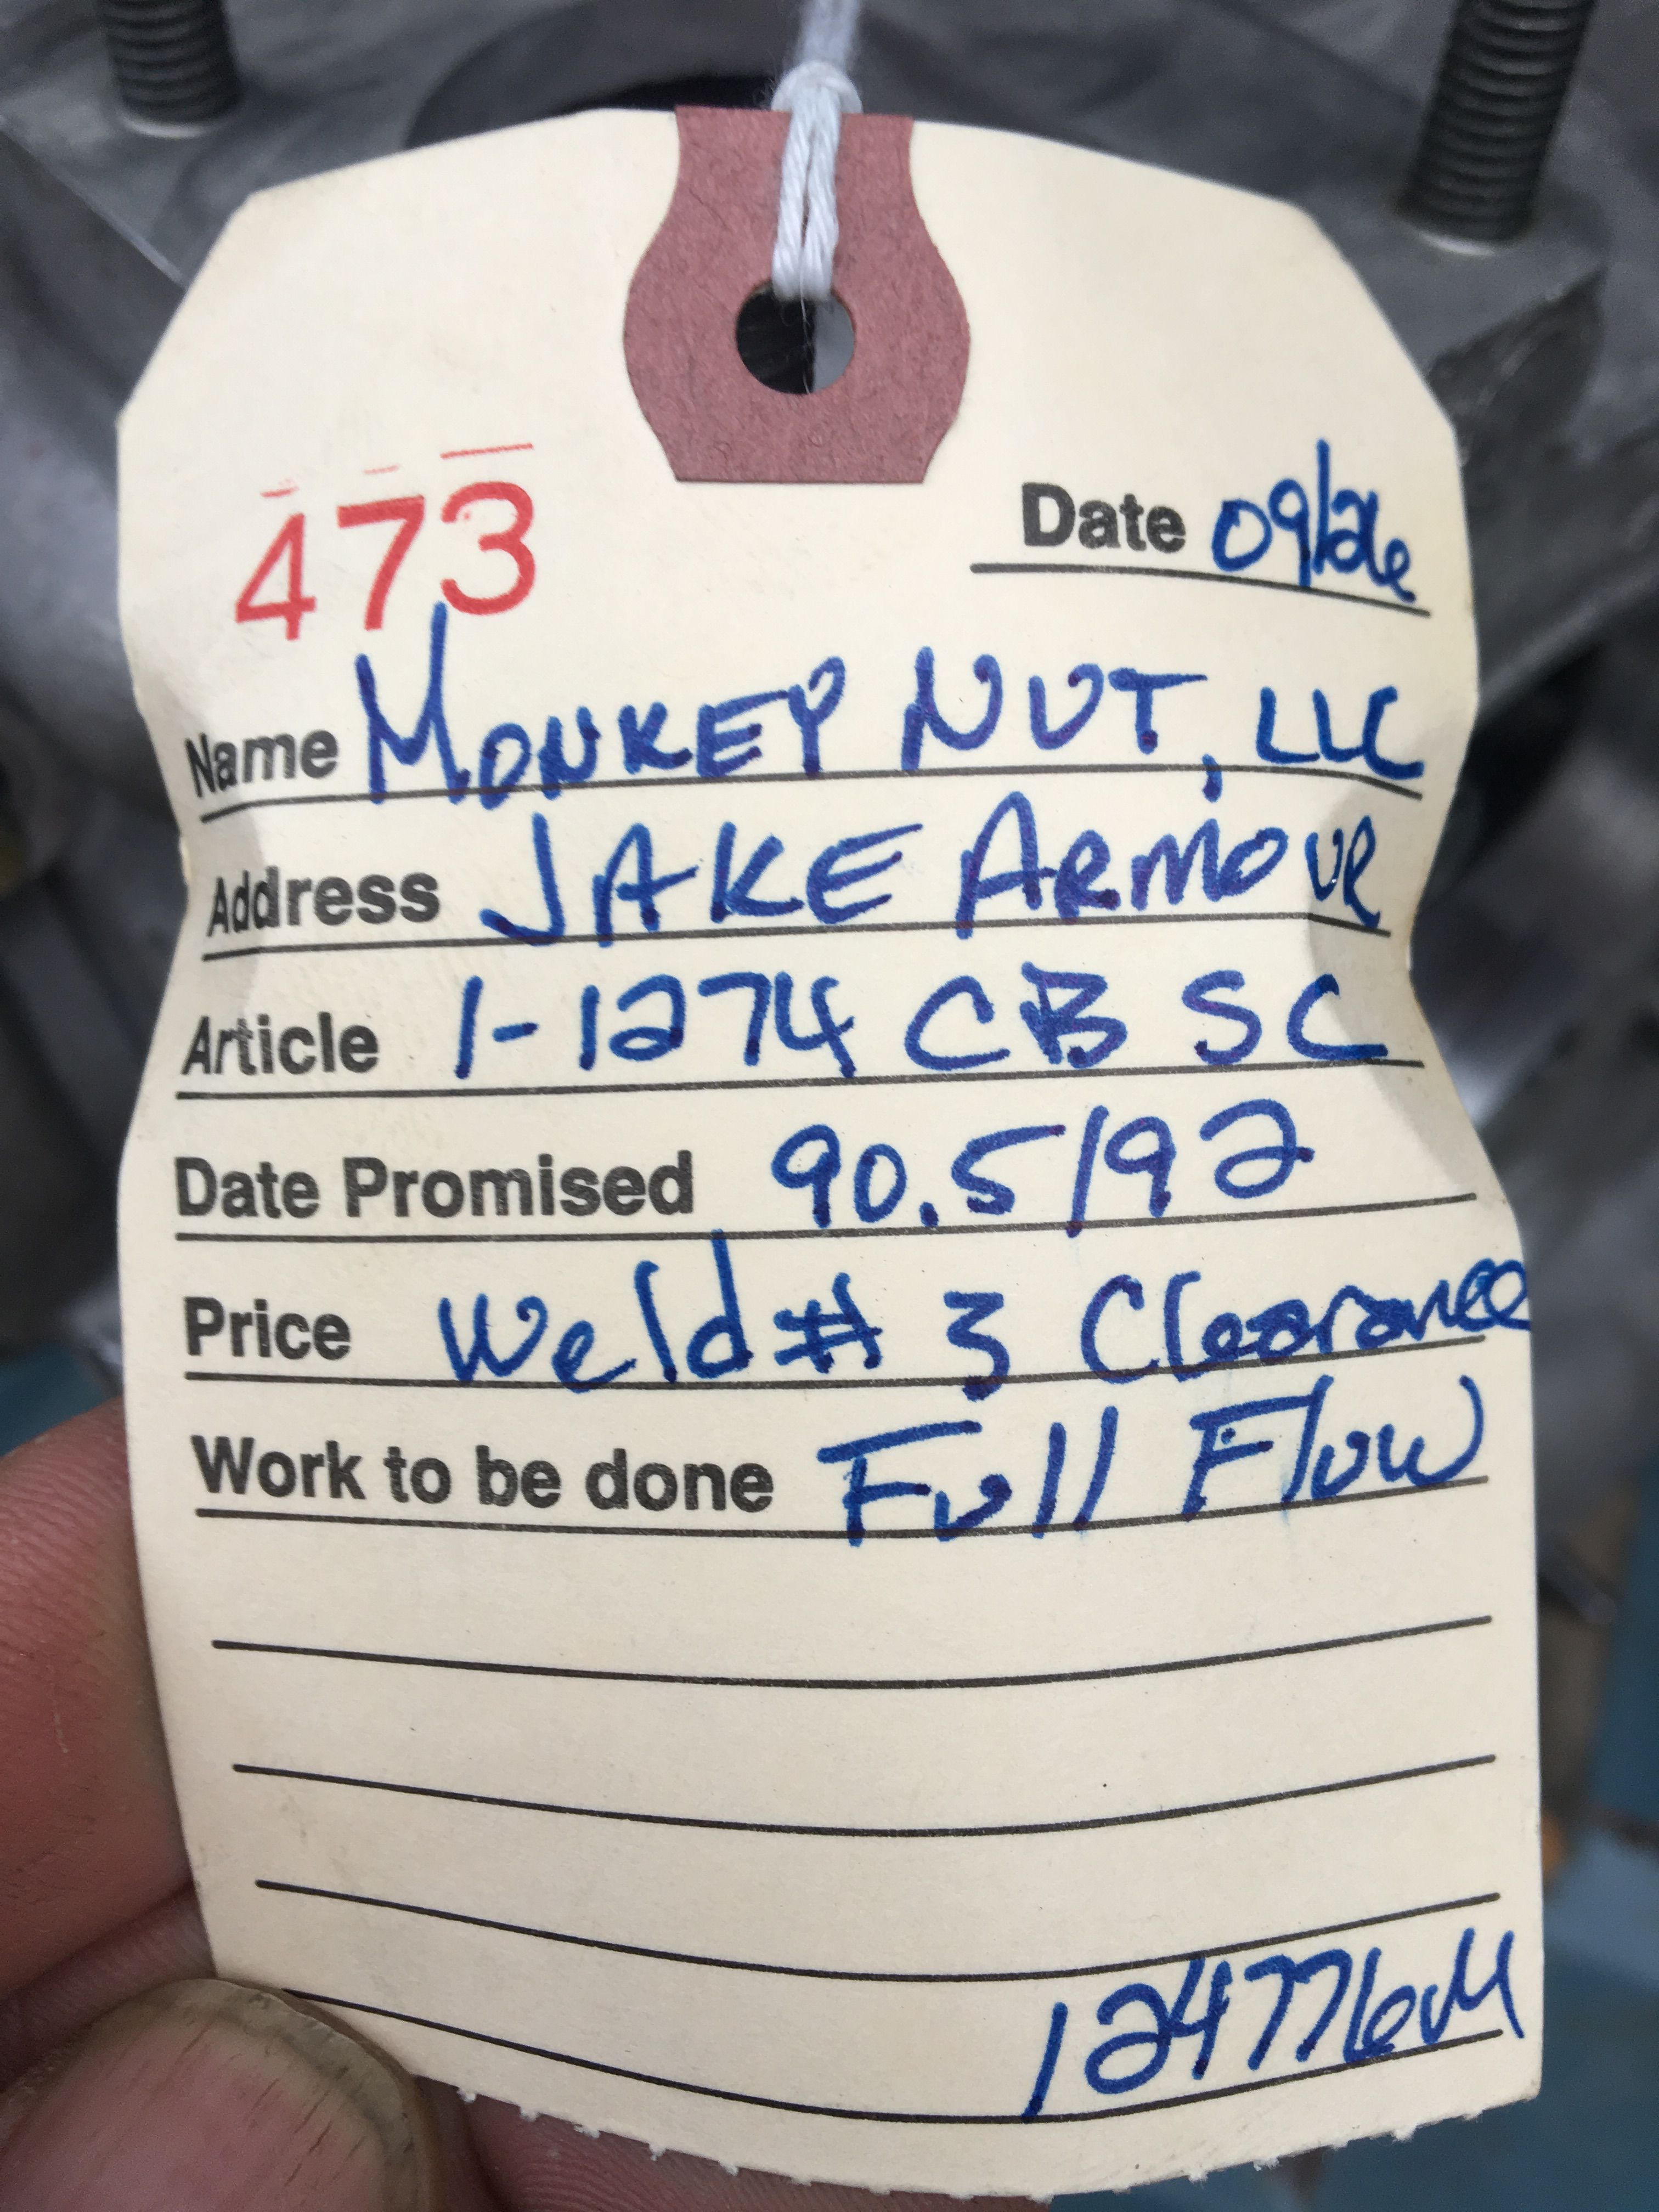 473
Date 09/26
Name MONKEY NUT, LLC
Address JAKE ARMOUR
Article 1-1274 CB SC
Date Promised 90.5/92
Price Weld # 3 Clearance
Work to be done Full Flow
124776vM